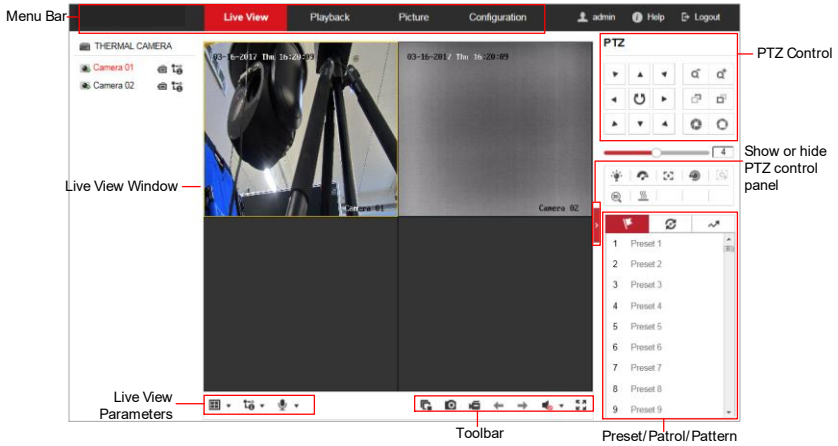 Menu Bar
Live View Playback Picture Configuration admin Help Logout
THERMAL CAMERA
Camera 01
Camera 02
03-16-2017 Thu 16:20:09
Camera 01
03-16-2017 Thu 16:20:09
Camera 02
PTZ
PTZ Control
4
Show or hide
PTZ control
panel
Live View Window
1 Preset 1
2 Preset 2
3 Preset 3
4 Preset 4
5 Preset 5
6 Preset 6
7 Preset 7
8 Preset 8
9 Preset 9
Live View
Parameters
Toolbar
Preset/Patrol/Pattern